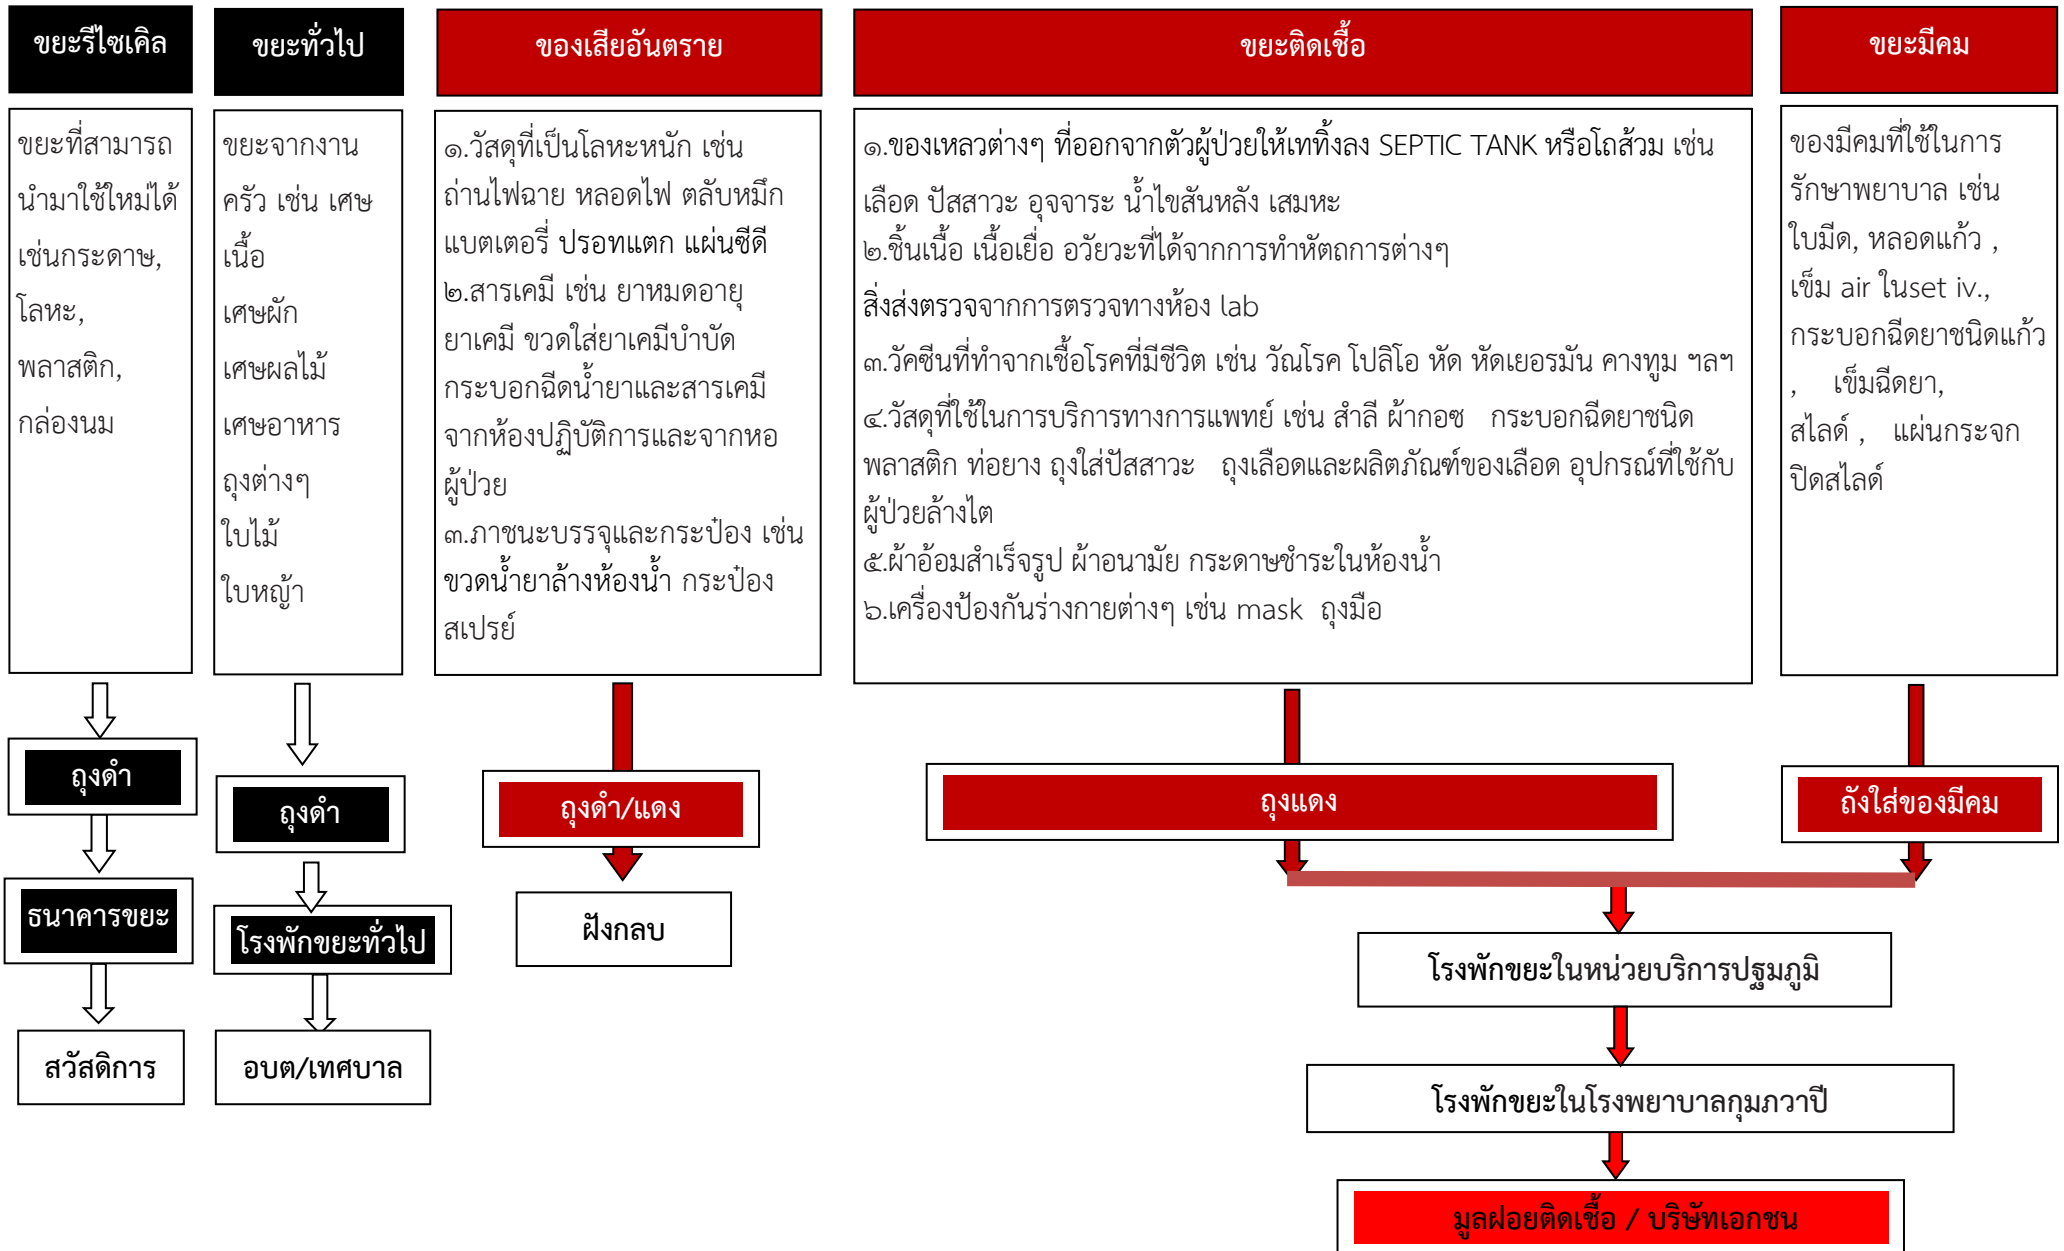 ขยะรีไซเคิล
ขยะทั่วไป
ของเสียอันตราย
ขยะติดเชื้อ
ขยะมีคม
ขยะที่สามารถ
นำมาใช้ใหม่ได้
เช่นกระดาษ,
โลหะ,
พลาสติก,
กล่องนม
ขยะจากงาน
ครัว เช่น เศษ
เนื้อ
เศษผัก
เศษผลไม้
เศษอาหาร
ถุงต่างๆ
ใบไม้
ใบหญ้า
๑.วัสดุที่เป็นโลหะหนัก เช่น
ถ่านไฟฉาย หลอดไฟ ตลับหมึก
แบตเตอรี่ ปรอทแตก แผ่นซีดี
๒.สารเคมี เช่น ยาหมดอายุ
ยาเคมี ขวดใส่ยาเคมีบำบัด
กระบอกฉีดน้ำยาและสารเคมี
จากห้องปฏิบัติการและจากหอ
ผู้ป่วย
๓.ภาชนะบรรจุและกระป๋อง เช่น
ขวดน้ำยาล้างห้องน้ำ กระป๋อง
สเปรย์
๑.ของเหลวต่างๆ ที่ออกจากตัวผู้ป่วยให้เททิ้งลง SEPTIC TANK หรือโถส้วม เช่น
เลือด ปัสสาวะ อุจจาระ น้ำไขสันหลัง เสมหะ
๒.ชิ้นเนื้อ เนื้อเยื่อ อวัยวะที่ได้จากการทำหัตถการต่างๆ
สิ่งส่งตรวจจากการตรวจทางห้อง lab
๓.วัคซีนที่ทำจากเชื้อโรคที่มีชีวิต เช่น วัณโรค โปลิโอ หัด หัดเยอรมัน คางทูม ฯลฯ
๔.วัสดุที่ใช้ในการบริการทางการแพทย์ เช่น สำลี ผ้ากอซ กระบอกฉีดยาชนิด
พลาสติก ท่อยาง ถุงใส่ปัสสาวะ ถุงเลือดและผลิตภัณฑ์ของเลือด อุปกรณ์ที่ใช้กับ
ผู้ป่วยล้างไต
๕.ผ้าอ้อมสำเร็จรูป ผ้าอนามัย กระดาษชำระในห้องน้ำ
๖.เครื่องป้องกันร่างกายต่างๆ เช่น mask ถุงมือ
ของมีคมที่ใช้ในการ
รักษาพยาบาล เช่น
ใบมีด, หลอดแก้ว ,
เข็ม air ในset iv.,
กระบอกฉีดยาชนิดแก้ว
, เข็มฉีดยา,
สไลด์ , แผ่นกระจก
ปิดสไลด์
ถุงดำ
ถุงดำ
ถุงดำ/แดง
ถุงแดง
ถังใส่ของมีคม
ธนาคารขยะ
โรงพักขยะทั่วไป
ฝังกลบ
โรงพักขยะในหน่วยบริการปฐมภูมิ
สวัสดิการ
อบต/เทศบาล
โรงพักขยะในโรงพยาบาลกุมภวาปี
มูลฝอยติดเชื้อ / บริษัทเอกชน